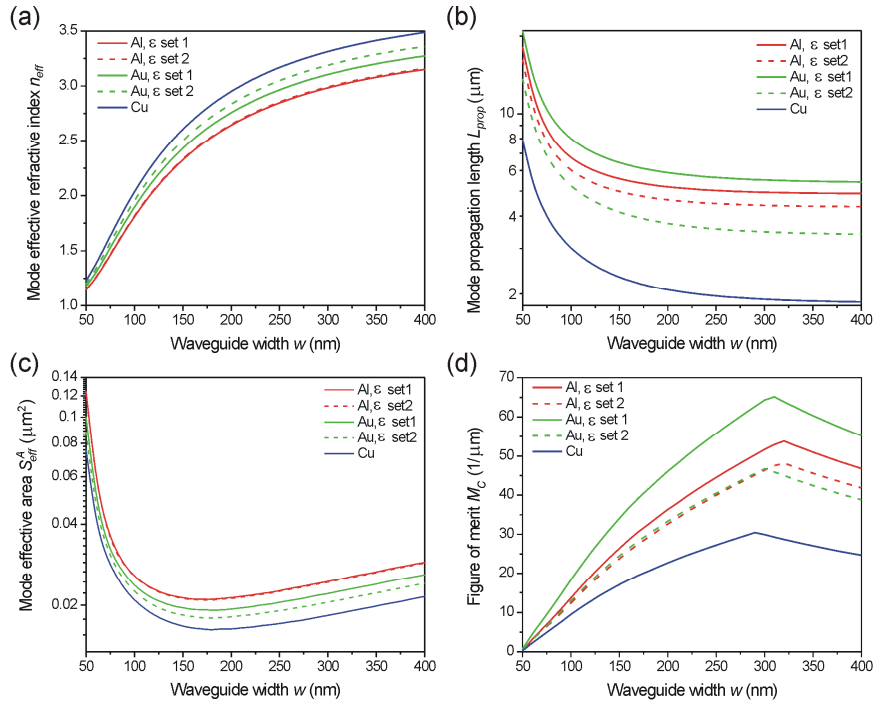 (a)
3.5
3.0
2.5
2.0
1.5
1.0
Mode effective refractive index n_eff
Al, ε set 1
Al, ε set 2
Au, ε set 1
Au, ε set 2
Cu
50 100 150 200 250 300 350 400
Waveguide width w (nm)
(b)
10
8
6
4
2
Mode propagation length L_prop (μm)
Al, ε set1
Al, ε set2
Au, ε set1
Au, ε set2
Cu
50 100 150 200 250 300 350 400
Waveguide width w (nm)
(c)
0.14
0.12
0.1
0.08
0.06
0.04
0.02
Mode effective area S^A_eff (μm²)
Al, ε set1
Al, ε set2
Au, ε set1
Au, ε set2
Cu
50 100 150 200 250 300 350 400
Waveguide width w (nm)
(d)
70
60
50
40
30
20
10
0
Figure of merit M_C (1/μm)
Al, ε set 1
Al, ε set 2
Au, ε set 1
Au, ε set 2
Cu
50 100 150 200 250 300 350 400
Waveguide width w (nm)